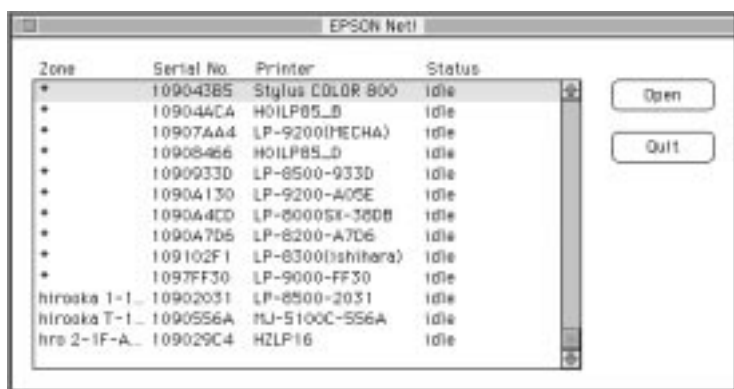 EPSON Net!
Zone Serial No. Printer Status
* 109043B5 Stylus COLOR 800 idle
* 10904ACA HOILP85_B idle
* 10907AA4 LP-9200(MECHA) idle
* 10908466 HOILP85_D idle
* 1090933D LP-8500-933D idle
* 1090A130 LP-9200-A05E idle
* 1090A4CD LP-8000SX-38DB idle
* 1090A7D6 LP-8200-A7D6 idle
* 109102F1 LP-8300(ishihara) idle
* 1097FF30 LP-9000-FF30 idle
hirooka 1-1... 10902031 LP-8500-2031 idle
hirooka T-1... 1090556A MJ-5100C-556A idle
hro 2-1F-A... 109029C4 HZLP16 idle
Open
Quit